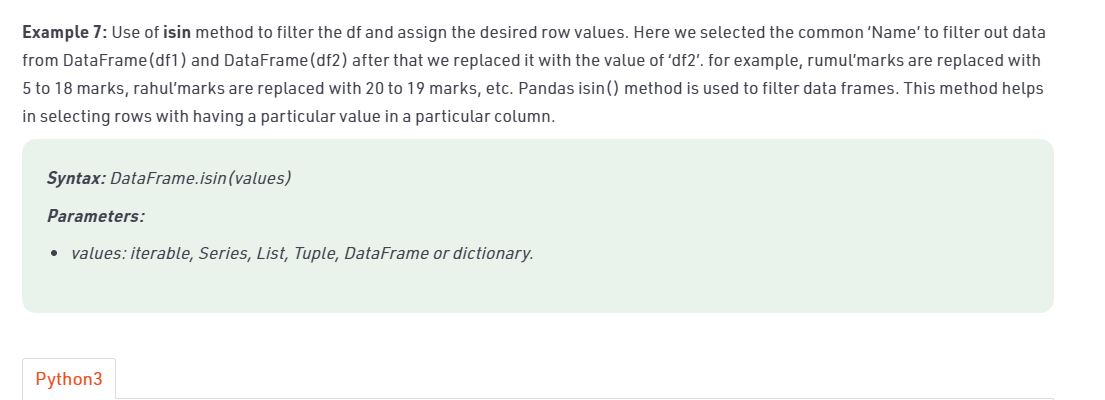 Example 7: Use of isin method to filter the df and assign the desired row values. Here we selected the common ‘Name’ to filter out data
from DataFrame(df1) and DataFrame(df2) after that we replaced it with the value of ‘df2’. for example, rumul’marks are replaced with
5 to 18 marks, rahul’marks are replaced with 20 to 19 marks, etc. Pandas isin() method is used to filter data frames. This method helps
in selecting rows with having a particular value in a particular column.
Syntax: DataFrame.isin(values)
Parameters:
• values: iterable, Series, List, Tuple, DataFrame or dictionary.
Python3